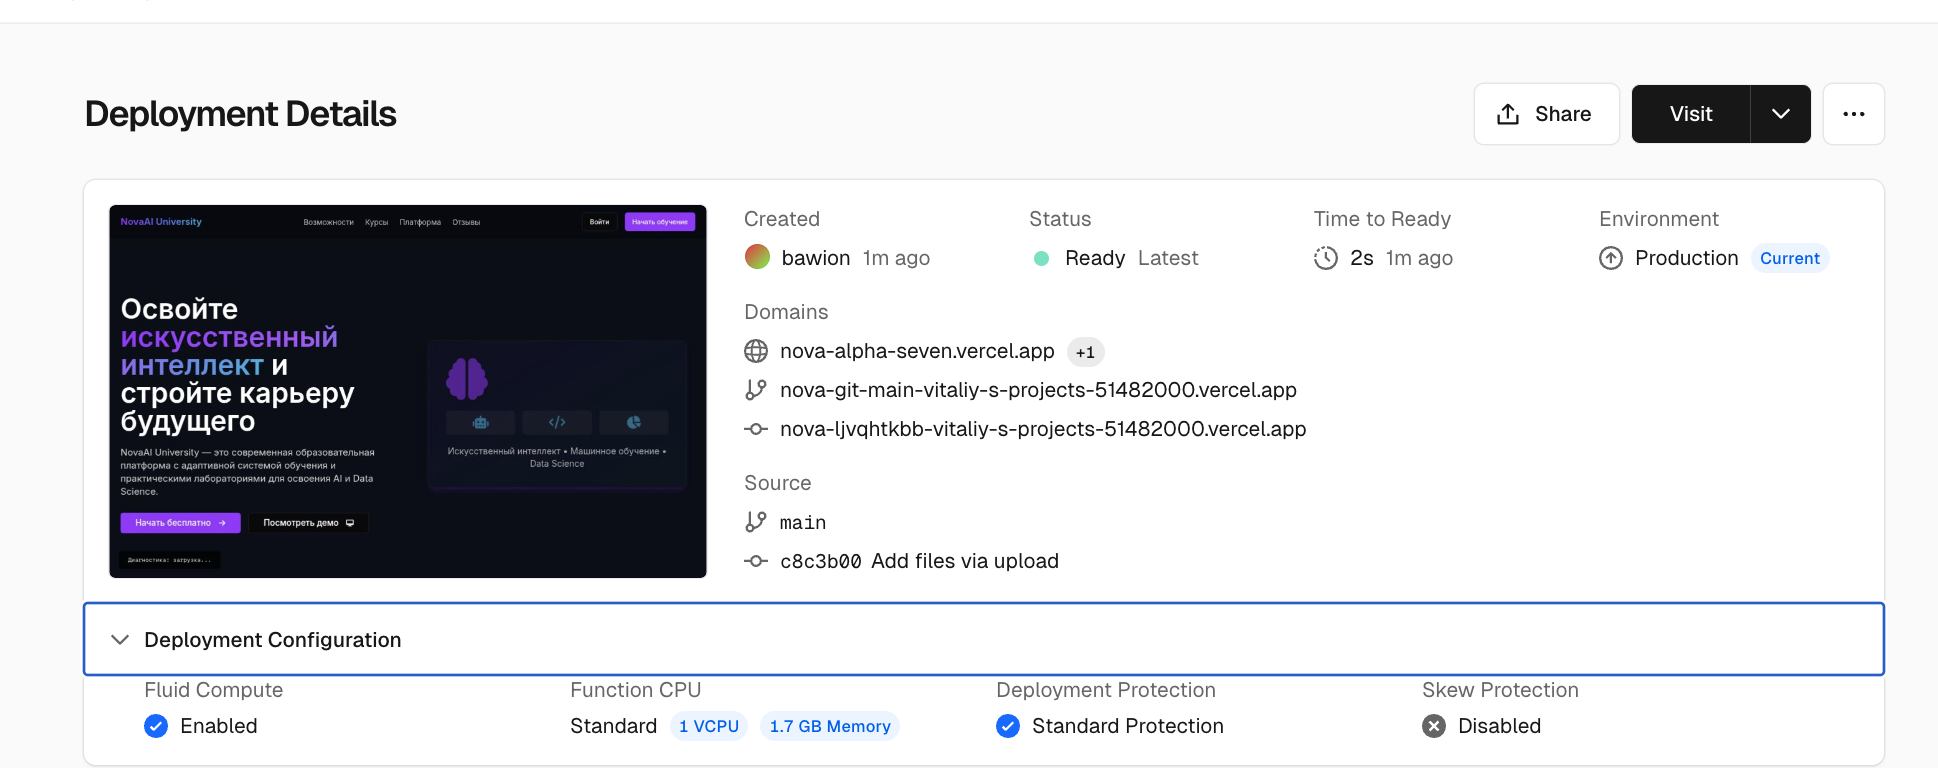 Deployment Details
Share
Visit
NovaAI University
Возможности Курсы Платформа Отзывы
Войти
Начать обучение
Освойте
искусственный
интеллект и
стройте карьеру
будущего
NovaAI University — это современная образовательная
платформа с адаптивной системой обучения и
практическими лабораториями для освоения AI и Data
Science.
Начать бесплатно →
Посмотреть демо
Диагностика: загрузка...
</>
Искусственный интеллект • Машинное обучение •
Data Science
Created
bawion 1m ago
Status
Ready Latest
Time to Ready
2s 1m ago
Environment
Production Current
Domains
nova-alpha-seven.vercel.app +1
nova-git-main-vitaliy-s-projects-51482000.vercel.app
nova-ljvqhtkbb-vitaliy-s-projects-51482000.vercel.app
Source
main
c8c3b00 Add files via upload
Deployment Configuration
Fluid Compute
Enabled
Function CPU
Standard 1 VCPU 1.7 GB Memory
Deployment Protection
Standard Protection
Skew Protection
Disabled